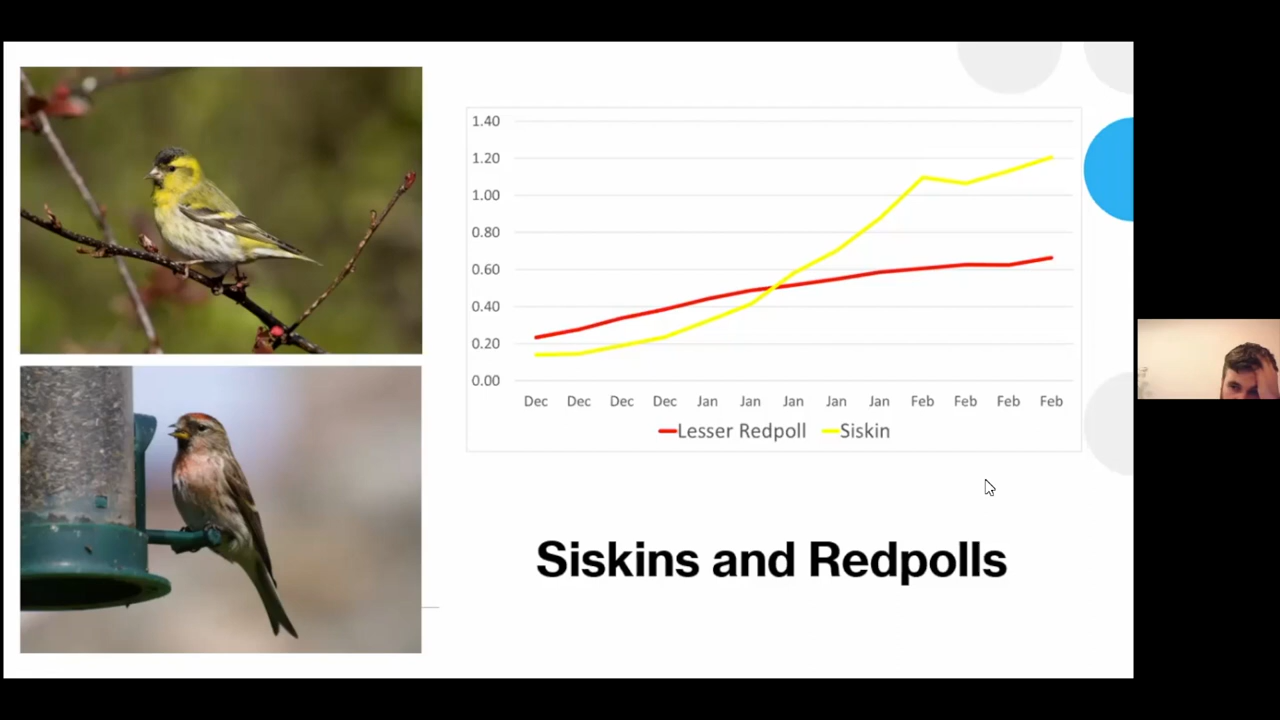 1.40
1.20
1.00
0.80
0.60
0.40
0.20
0.00
Dec Dec Dec Dec Jan Jan Jan Jan Jan Feb Feb Feb Feb
Lesser Redpoll Siskin
Siskins and Redpolls